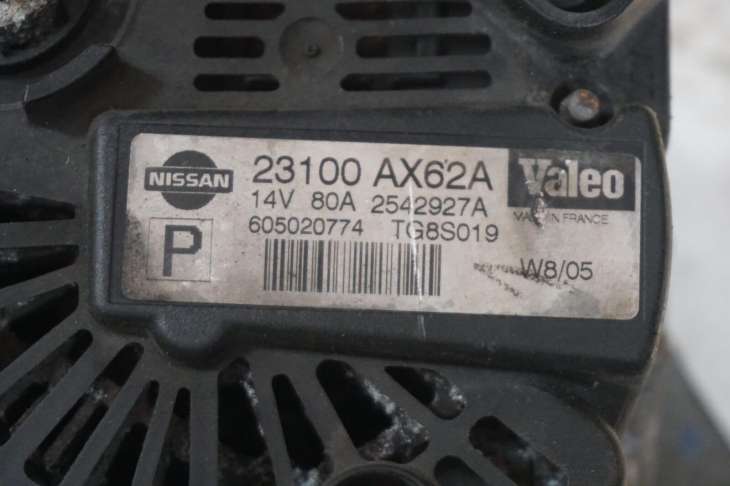 NISSAN
23100 AX62A
Valeo
14V 80A 2542927A
MADE IN FRANCE
605020774 TG8S019
P
W8/05